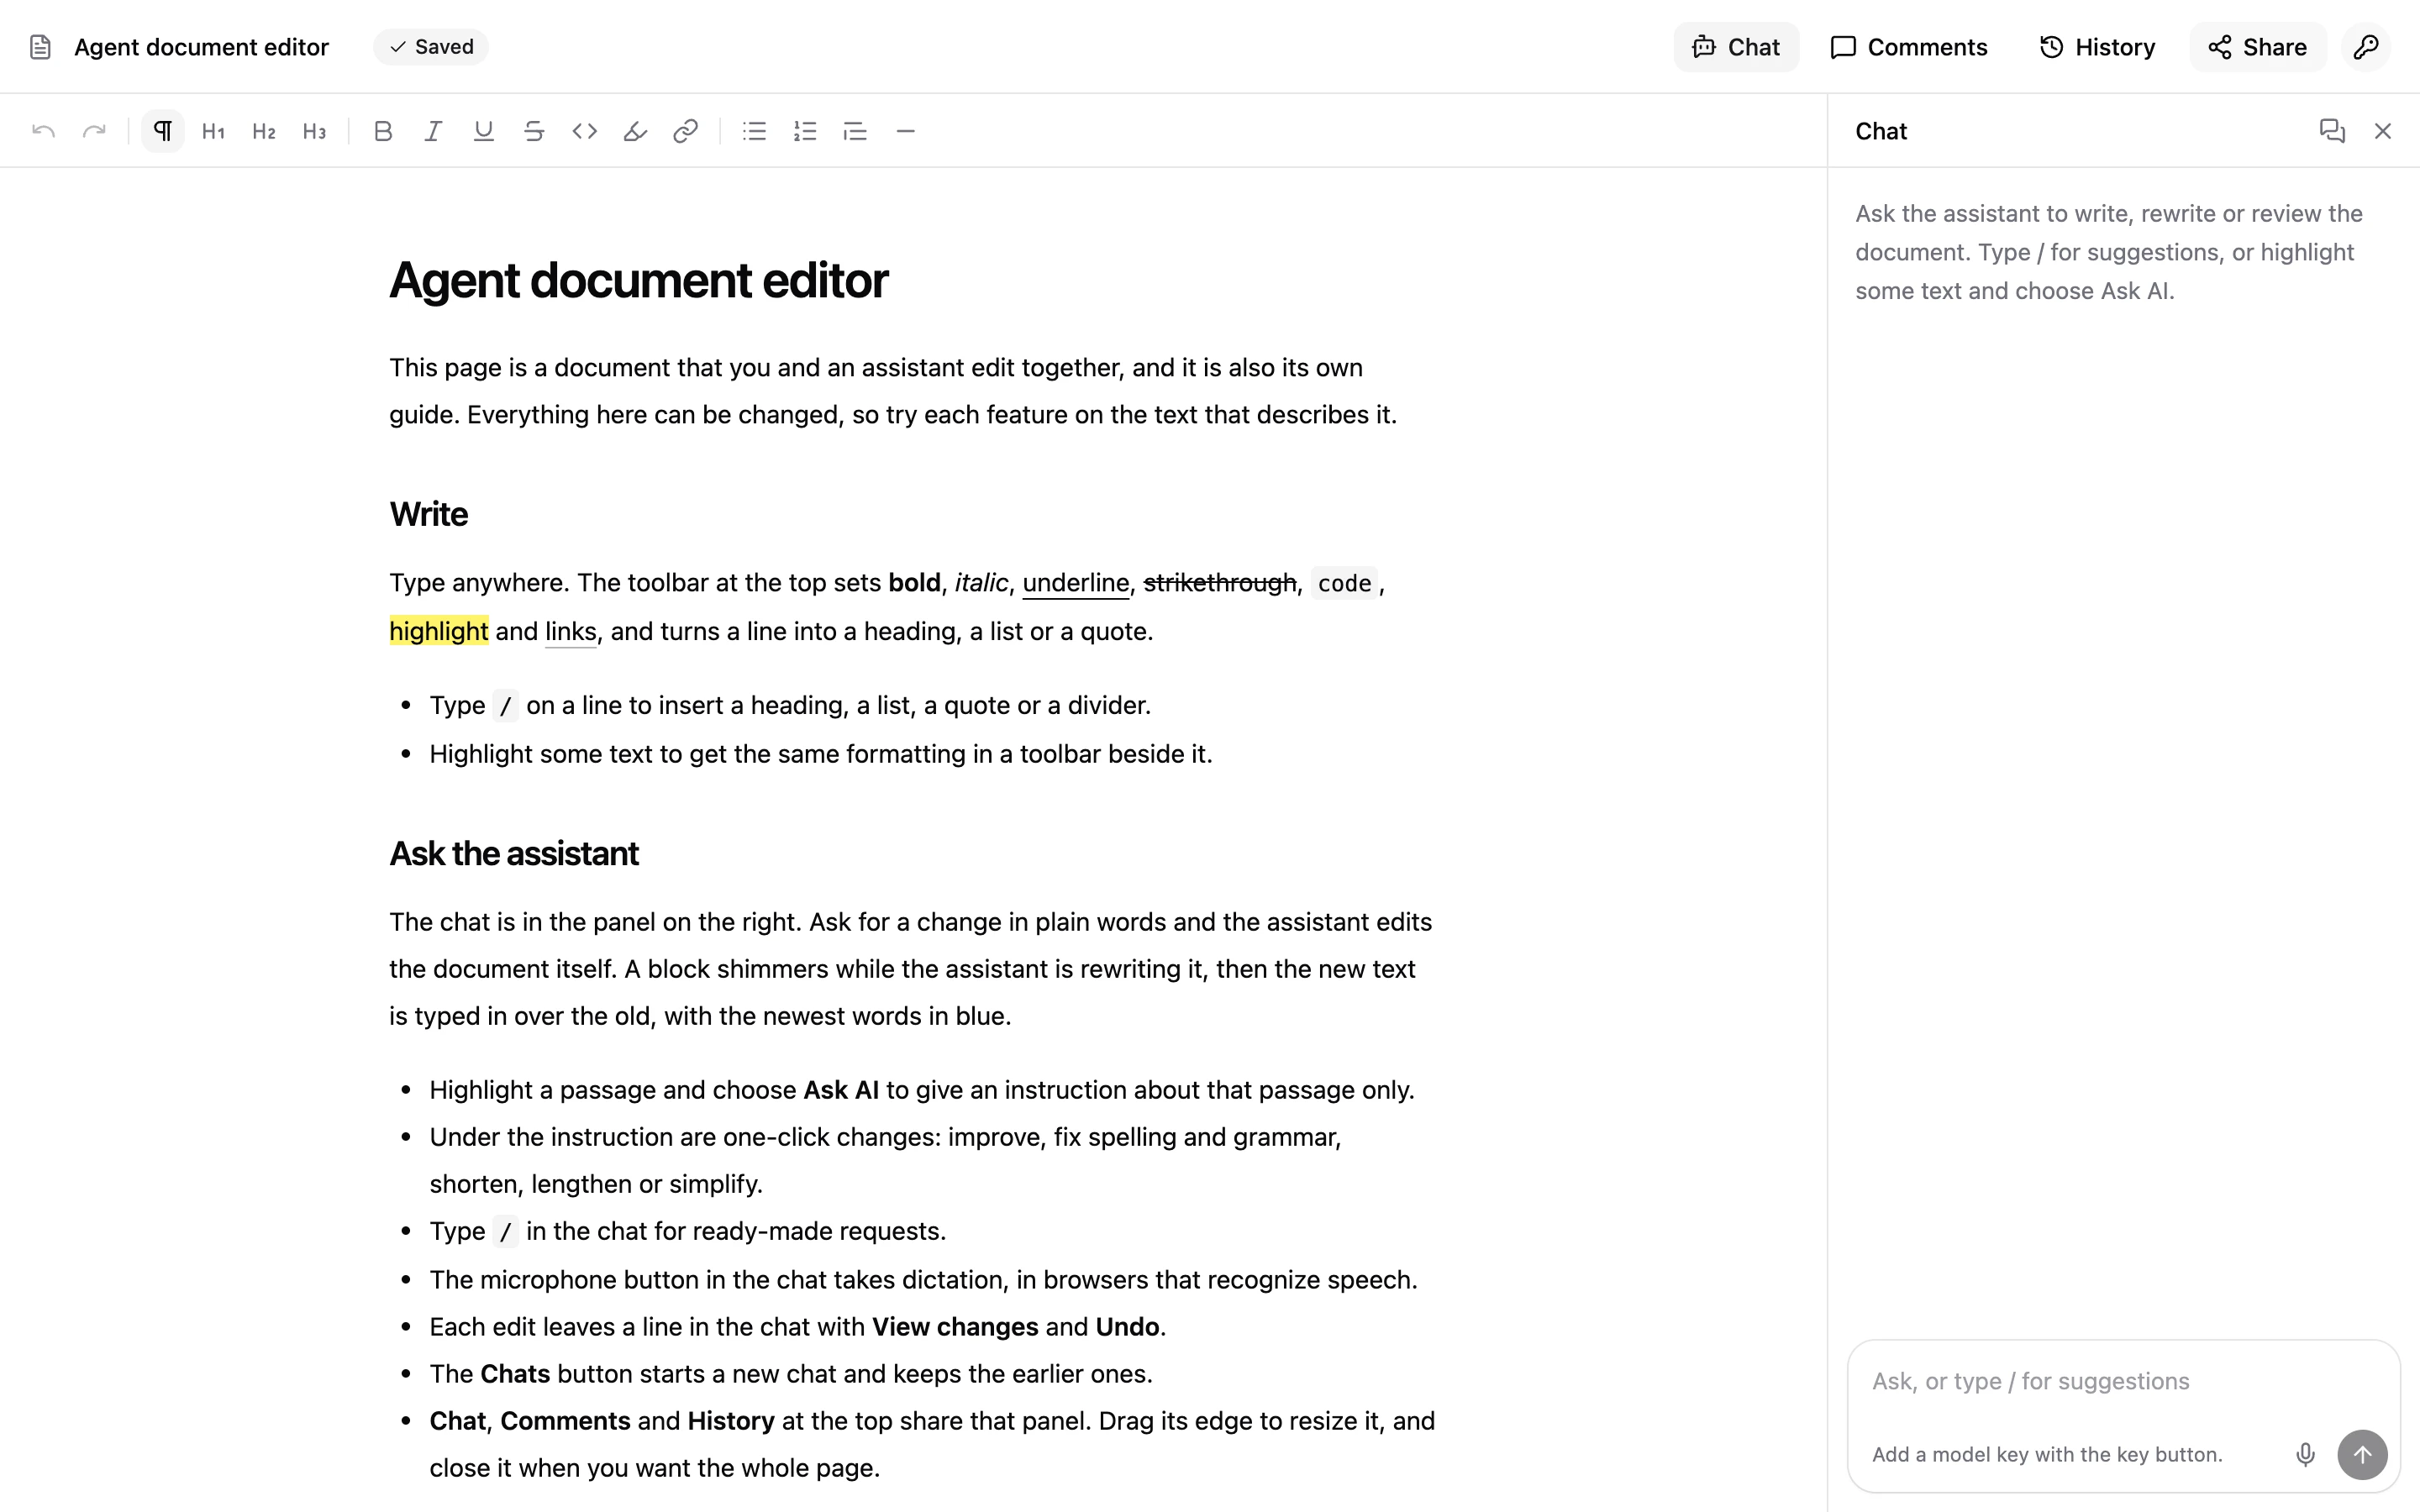 Agent document editor
Saved
Chat
Comments
History
Share
H1
H2
H3
B
I
U
S
Chat
Ask the assistant to write, rewrite or review the
document. Type / for suggestions, or highlight
some text and choose Ask AI.
Agent document editor
This page is a document that you and an assistant edit together, and it is also its own
guide. Everything here can be changed, so try each feature on the text that describes it.
Write
Type anywhere. The toolbar at the top sets bold, italic, underline, strikethrough, code,
highlight and links, and turns a line into a heading, a list or a quote.
• Type / on a line to insert a heading, a list, a quote or a divider.
• Highlight some text to get the same formatting in a toolbar beside it.
Ask the assistant
The chat is in the panel on the right. Ask for a change in plain words and the assistant edits
the document itself. A block shimmers while the assistant is rewriting it, then the new text
is typed in over the old, with the newest words in blue.
• Highlight a passage and choose Ask AI to give an instruction about that passage only.
• Under the instruction are one-click changes: improve, fix spelling and grammar,
shorten, lengthen or simplify.
• Type / in the chat for ready-made requests.
• The microphone button in the chat takes dictation, in browsers that recognize speech.
• Each edit leaves a line in the chat with View changes and Undo.
• The Chats button starts a new chat and keeps the earlier ones.
• Chat, Comments and History at the top share that panel. Drag its edge to resize it, and
close it when you want the whole page.
Ask, or type / for suggestions
Add a model key with the key button.